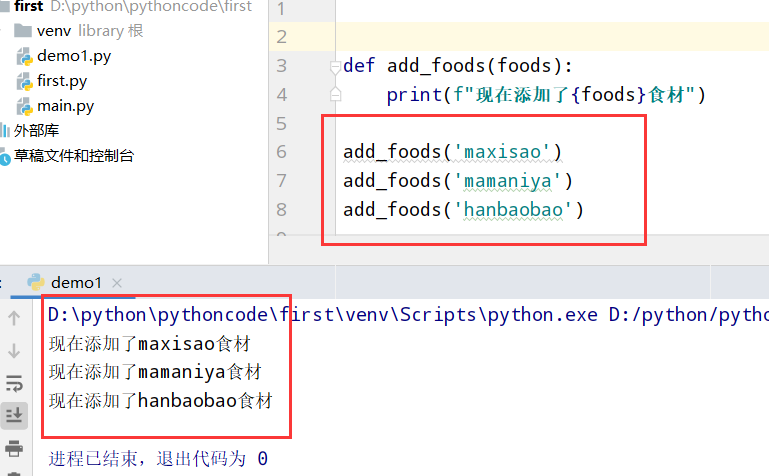 first D:\python\pythoncode\first
venv library 根
demo1.py
first.py
main.py
外部库
草稿文件和控制台
1
2
3 def add_foods(foods):
4 print(f"现在添加了{foods}食材")
5
6 add_foods('maxisao')
7 add_foods('mamaniya')
8 add_foods('hanbaobao')
demo1
D:\python\pythoncode\first\venv\Scripts\python.exe D:/python/pytho
现在添加了maxisao食材
现在添加了mamaniya食材
现在添加了hanbaobao食材
进程已结束，退出代码为 0